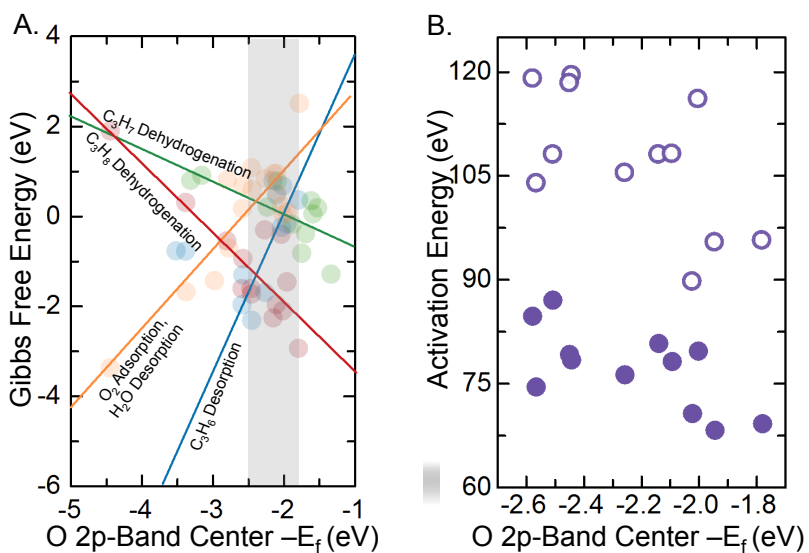 A.
Gibbs Free Energy (eV)
4
2
0
-2
-4
-6
C₃H₇ Dehydrogenation
C₃H₈ Dehydrogenation
O₂ Adsorption,
H₂O Desorption
C₃H₆ Desorption
-5 -4 -3 -2 -1
O 2p-Band Center –E_f (eV)
B.
Activation Energy (eV)
120
105
90
75
60
-2.6 -2.4 -2.2 -2.0 -1.8
O 2p-Band Center –E_f (eV)